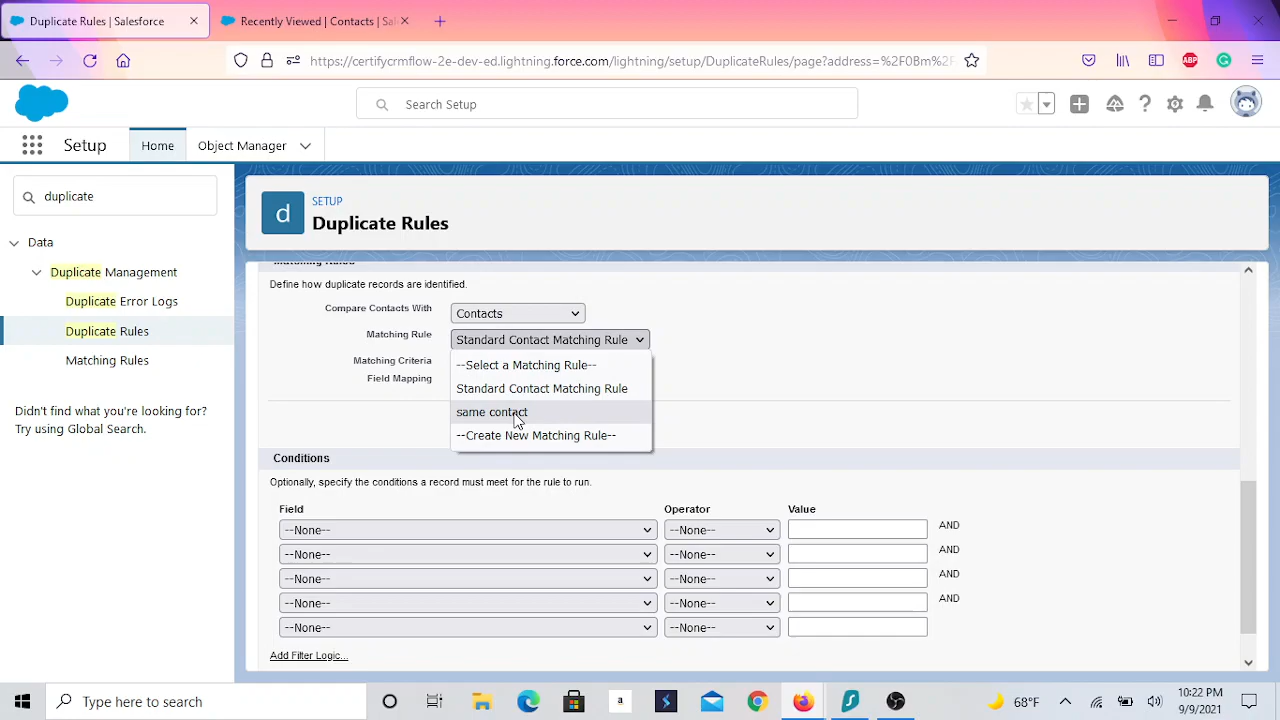 Duplicate Rules | Salesforce
Recently Viewed | Contacts | Sal
https://certifycrmflow-2edev-ed.lightning.force.com/lightning/setup/DuplicateRules/page?address=%2F0Bm%2F
ABP
Search Setup
Setup
Home
Object Manager
duplicate
Data
Duplicate Management
Duplicate Error Logs
Duplicate Rules
Matching Rules
Didn't find what you're looking for?
Try using Global Search.
d
SETUP
Duplicate Rules
Matching Rules
Define how duplicate records are identified.
Compare Contacts With
Contacts
Matching Rule
Standard Contact Matching Rule
Matching Criteria
Field Mapping
--Select a Matching Rule--
Standard Contact Matching Rule
same contact
--Create New Matching Rule--
Conditions
Optionally, specify the conditions a record must meet for the rule to run.
Field Operator Value
--None-- --None-- AND
--None-- --None-- AND
--None-- --None-- AND
--None-- --None-- AND
--None-- --None--
Add Filter Logic...
Type here to search
a
68°F
10:22 PM
9/9/2021